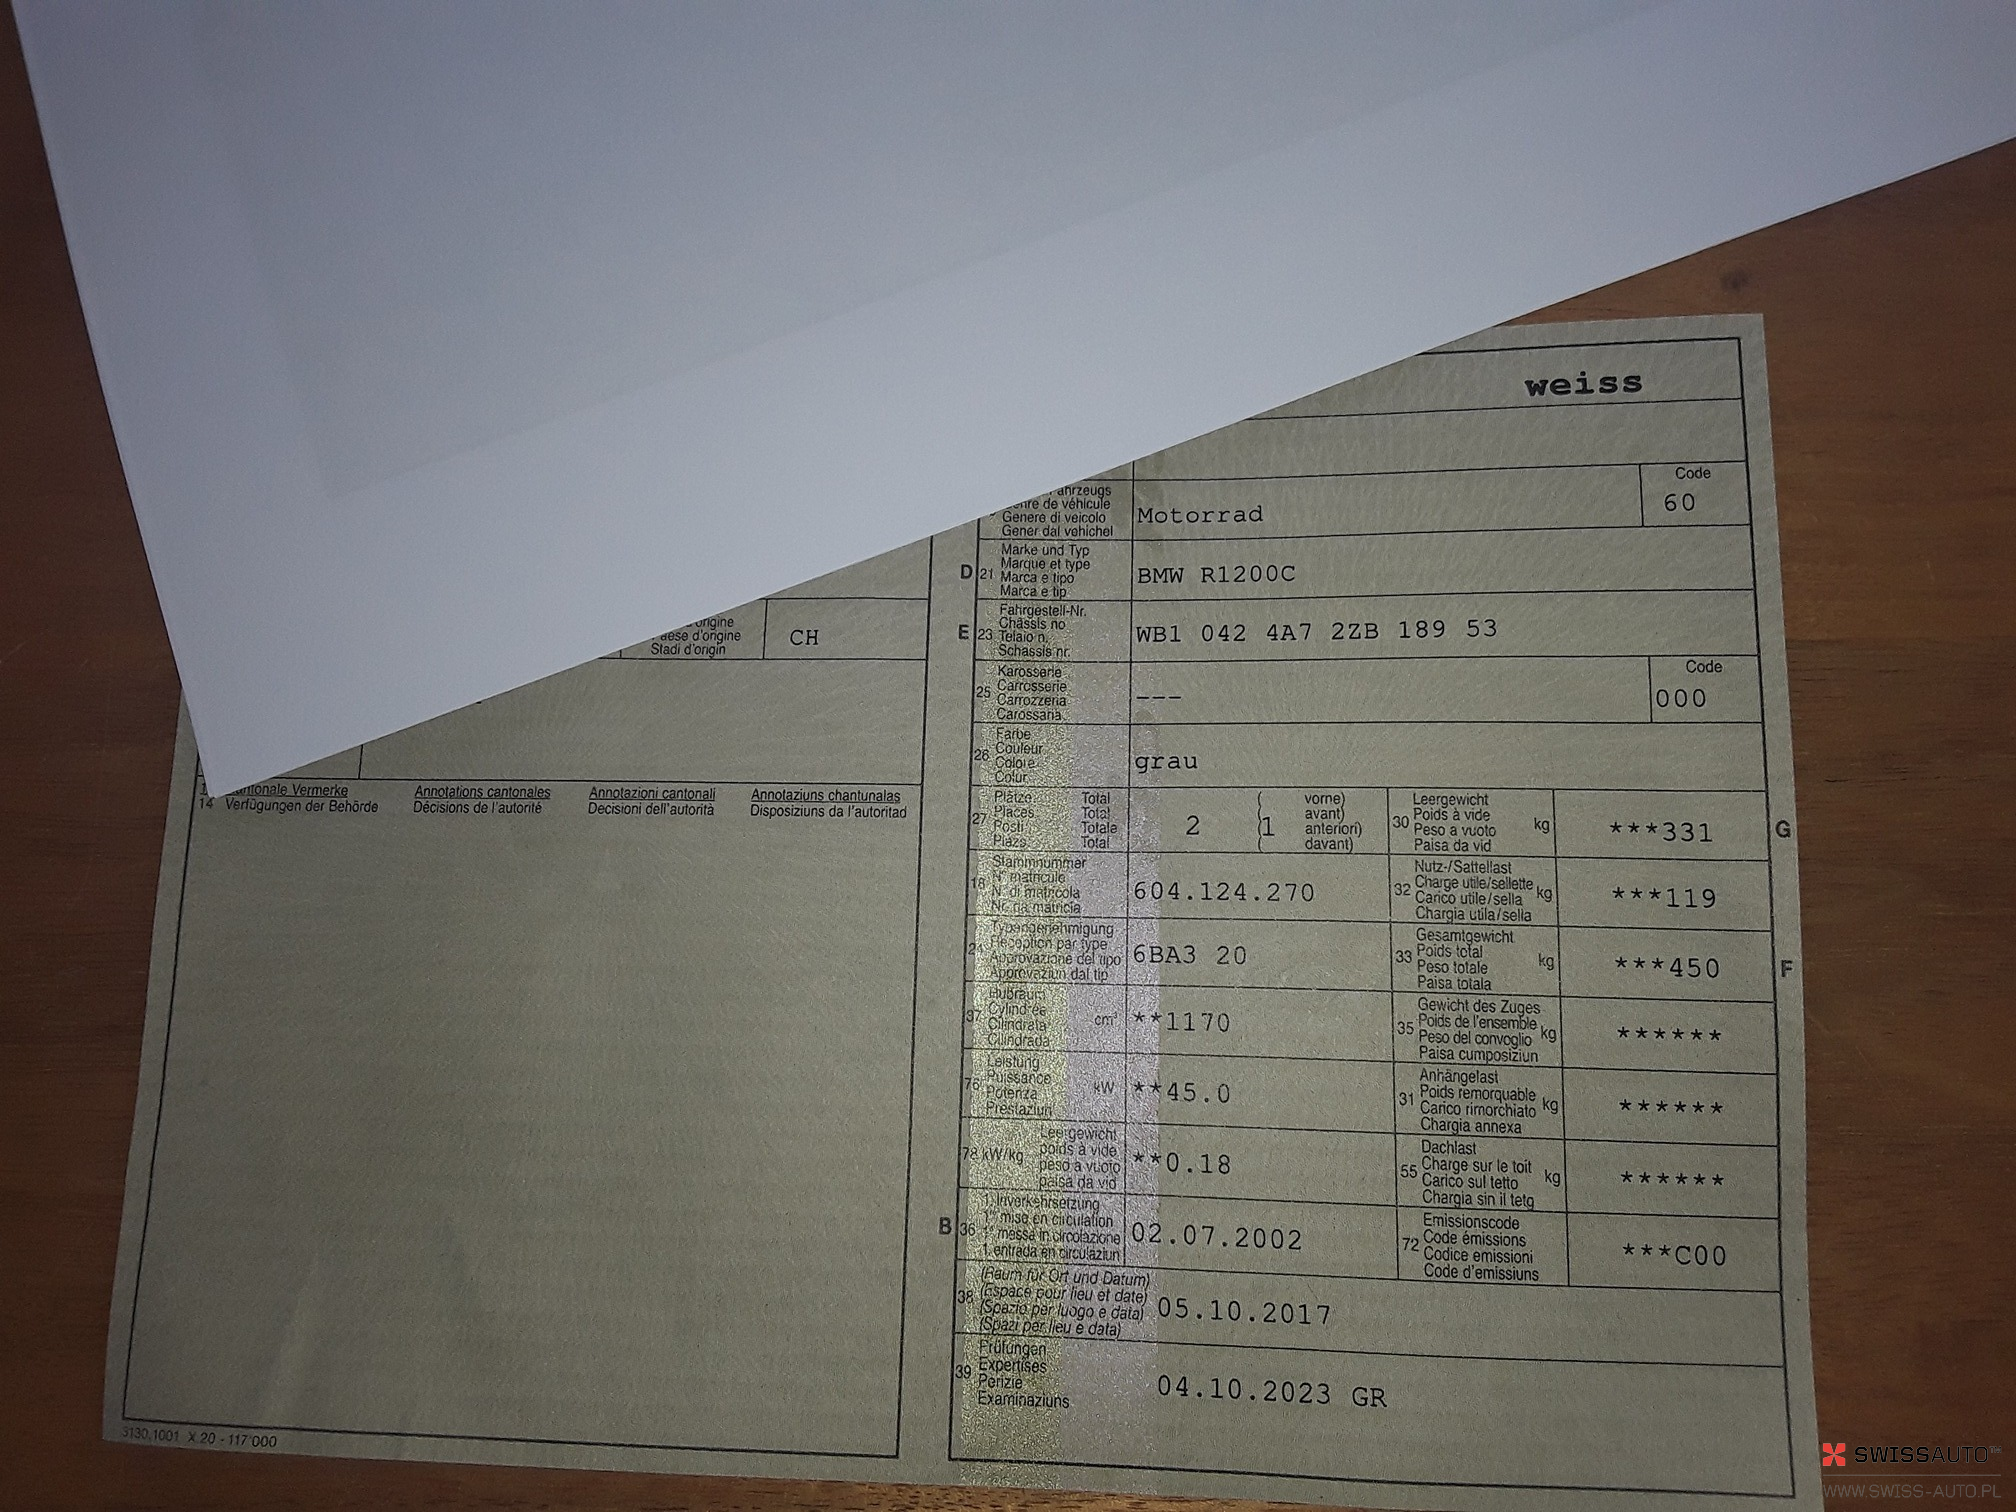 weiss
Code
60
ahrzeugs
nre de véhicule
Genere di veicolo
Gener dal vehichel
Motorrad
D 21 Marke und Typ
Marque et type
Marca e tipo
Marca e tip
BMW R1200C
E 23 Fahrgestell-Nr.
Châssis no
Telaio n.
Schassis nr.
WB1 042 4A7 2ZB 189 53
origine
aese d'origine
Stadi d'origin
CH
25 Karosserie
Carrosserie
Carrozzeria
Carossaria
---
Code
000
26 Farbe
Couleur
Colore
Colur
grau
14 Kantonale Vermerke
Verfügungen der Behörde
Annotations cantonales
Décisions de l'autorité
Annotazioni cantonali
Decisioni dell'autorità
Annotaziuns chantunalas
Disposiziuns da l'autoritad
27 Plätze Total
Places Total
Posti Totale
Plazs Total
2
( vorne)
(1 avant)
anteriori)
( davant)
30 Leergewicht
Poids à vide
Peso a vuoto
Paisa da vid
kg
***331
G
18 Stammnummer
N° matricule
N. di matricola
Nr. da matricla
604.124.270
32 Nutz-/Sattellast
Charge utile/sellette
Carico utile/sella
Chargia utila/sella
kg
***119
24 Typengenehmigung
Réception par type
Approvazione del tipo
Approvaziun dal tip
6BA3 20
33 Gesamtgewicht
Poids total
Peso totale
Paisa totala
kg
***450
F
37 Hubraum
Cylindrée
Cilindrata
Cilindrada
cm³
**1170
35 Gewicht des Zuges
Poids de l'ensemble
Peso del convoglio
Paisa cumposiziun
kg
******
76 Leistung
Puissance
Potenza
Prestaziun
kW
**45.0
31 Anhängelast
Poids remorquable
Carico rimorchiato
Chargia annexa
kg
******
78 kW/kg
Leergewicht
poids à vide
peso a vuoto
paisa da vid
**0.18
55 Dachlast
Charge sur le toit
Carico sul tetto
Chargia sin il tetg
kg
******
B 36 1. Inverkehrsetzung
1re mise en circulation
1a messa in circolazione
1. entrada en circulaziun
02.07.2002
72 Emissionscode
Code émissions
Codice emissioni
Code d'emissiuns
***C00
38 (Raum für Ort und Datum)
(Espace pour lieu et date)
(Spazio per luogo e data)
(Spazi per lieu e data)
05.10.2017
39 Prüfungen
Expertises
Perizie
Examinaziuns
04.10.2023 GR
5130.1001 X 20 - 117'000
SWISSAUTO™
WWW.SWISS-AUTO.PL